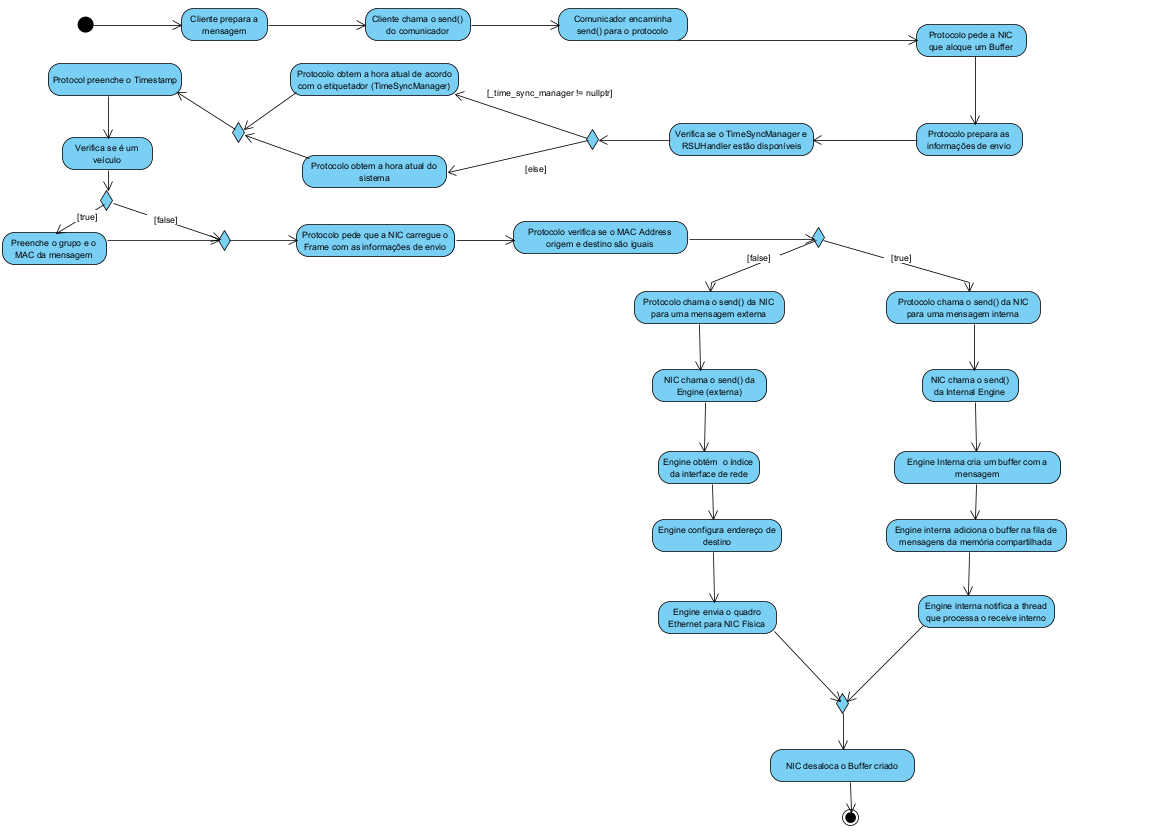 Cliente prepara a
mensagem
Cliente chama o send()
do comunicador
Comunicador encaminha
send() para o protocolo
Protocolo pede a NIC
que aloque um Buffer
Protocolo prepara as
informações de envio
Verifica se o TimeSyncManager e
RSUHandler estão disponíveis
[_time_sync_manager != nullptr]
[else]
Protocolo obtem a hora atual de acordo
com o etiquetador (TimeSyncManager)
Protocolo obtem a hora atual do
sistema
Protocol preenche o Timestamp
Verifica se é um
veículo
[true]
[false]
Preenche o grupo e o
MAC da mensagem
Protocolo pede que a NIC carregue o
Frame com as informações de envio
Protocolo verifica se o MAC Address
origem e destino são iguais
[false]
[true]
Protocolo chama o send() da NIC
para uma mensagem externa
NIC chama o send() da
Engine (externa)
Engine obtém o índice
da interface de rede
Engine configura endereço de
destino
Engine envia o quadro
Ethernet para NIC Física
Protocolo chama o send() da NIC
para uma mensagem interna
NIC chama o send()
da Internal Engine
Engine Interna cria um buffer com a
mensagem
Engine interna adiciona o buffer na fila de
mensagens da memória compartilhada
Engine interna notifica a thread
que processa o receive interno
NIC desaloca o Buffer criado